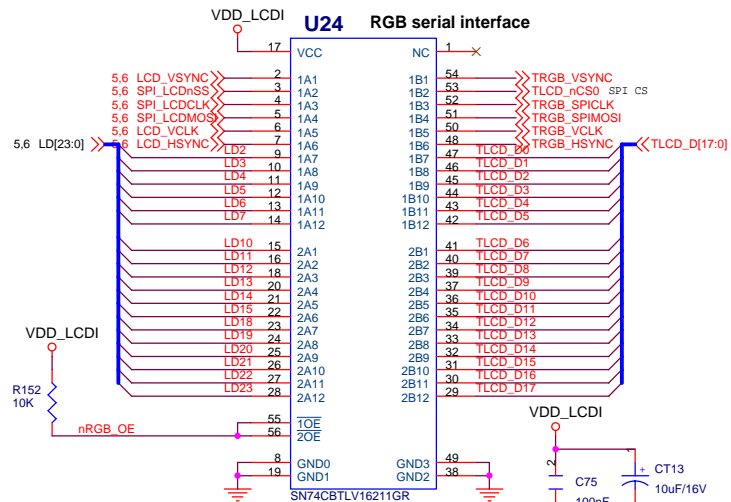 VDD_LCDI
U24 RGB serial interface
17 VCC NC 1
5,6 LCD_VSYNC 2 1A1 1B1 54 TRGB_VSYNC
5,6 SPI_LCDnSS 3 1A2 1B2 53 TLCD_nCS0 SPI CS
5,6 SPI_LCDCLK 4 1A3 1B3 52 TRGB_SPICLK
5,6 SPI_LCDMOSI 5 1A4 1B4 51 TRGB_SPIMOSI
5,6 LCD_VCLK 6 1A5 1B5 50 TRGB_VCLK
5,6 LCD_HSYNC 7 1A6 1B6 48 TRGB_HSYNC
5,6 LD[23:0] TLCD_D[17:0]
LD2 9 1A7 1B7 47 TLCD_D0
LD3 10 1A8 1B8 46 TLCD_D1
LD4 11 1A9 1B9 45 TLCD_D2
LD5 12 1A10 1B10 44 TLCD_D3
LD6 13 1A11 1B11 43 TLCD_D4
LD7 14 1A12 1B12 42 TLCD_D5
LD10 15 2A1 2B1 41 TLCD_D6
LD11 16 2A2 2B2 40 TLCD_D7
LD12 18 2A3 2B3 39 TLCD_D8
LD13 20 2A4 2B4 37 TLCD_D9
LD14 21 2A5 2B5 36 TLCD_D10
LD15 22 2A6 2B6 35 TLCD_D11
LD18 23 2A7 2B7 34 TLCD_D12
LD19 24 2A8 2B8 33 TLCD_D13
LD20 25 2A9 2B9 32 TLCD_D14
LD21 26 2A10 2B10 31 TLCD_D15
LD22 27 2A11 2B11 30 TLCD_D16
LD23 28 2A12 2B12 29 TLCD_D17
VDD_LCDI
R152
10K
nRGB_OE
55 1OE
56 2OE
8 GND0 GND3 49
19 GND1 GND2 38
SN74CBTLV16211GR
VDD_LCDI
2 1 +
C75 CT13
100nF 10uF/16V